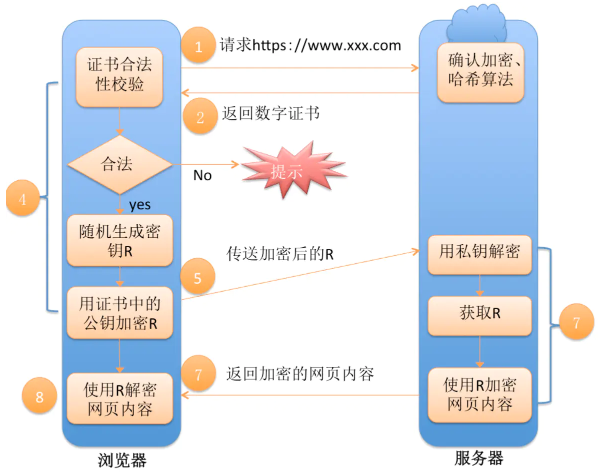 1
请求https://www.xxx.com
证书合法
性校验
确认加密、
哈希算法
2
返回数字证书
合法
No
提示
4
yes
随机生成密
钥R
传送加密后的R
5
用私钥解密
用证书中的
公钥加密R
获取R
7
7
返回加密的网页内容
8
使用R解密
网页内容
使用R加密
网页内容
浏览器
服务器